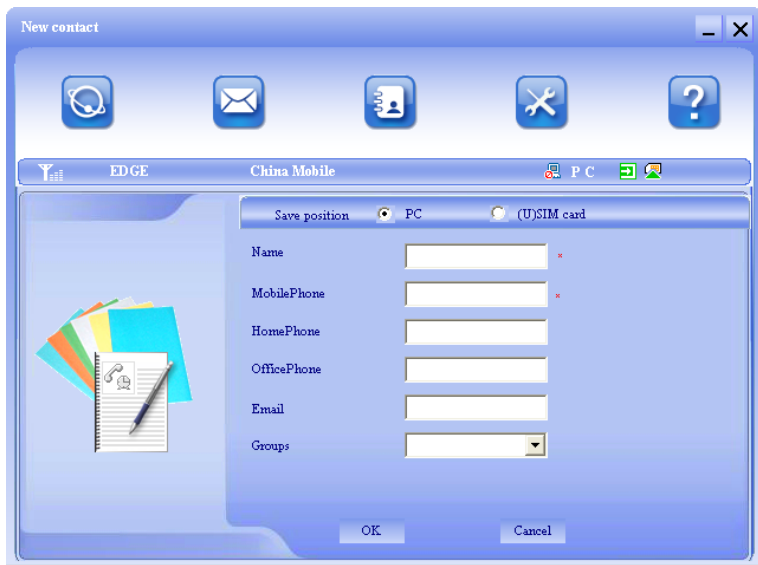 New contact
EDGE China Mobile PC
Save position PC (U)SIM card
Name *
MobilePhone *
HomePhone
OfficePhone
Email
Groups
OK Cancel